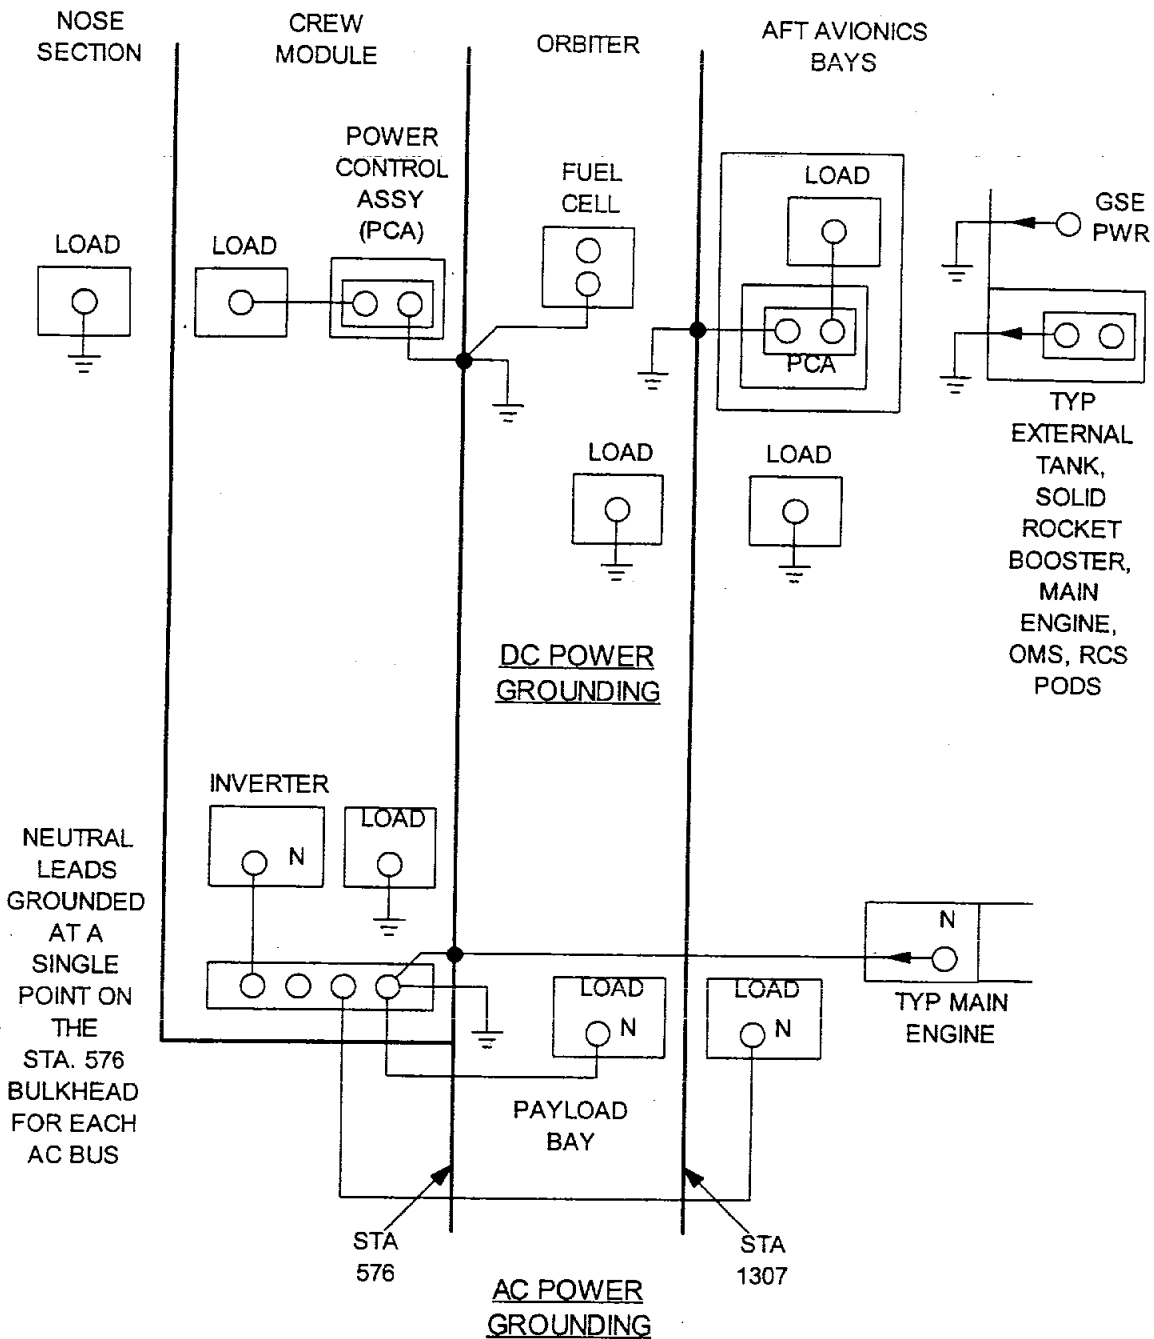 NOSE
SECTION
CREW
MODULE
ORBITER
AFT AVIONICS
BAYS
POWER
CONTROL
ASSY
(PCA)
FUEL
CELL
LOAD
GSE
PWR
LOAD
LOAD
PCA
TYP
EXTERNAL
TANK,
SOLID
ROCKET
BOOSTER,
MAIN
ENGINE,
OMS, RCS
PODS
LOAD
LOAD
DC POWER
GROUNDING
INVERTER
N
LOAD
NEUTRAL
LEADS
GROUNDED
AT A
SINGLE
POINT ON
THE
STA. 576
BULKHEAD
FOR EACH
AC BUS
N
TYP MAIN
ENGINE
LOAD
N
LOAD
N
PAYLOAD
BAY
STA
576
STA
1307
AC POWER
GROUNDING